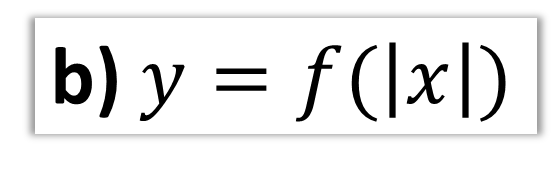 b) y = f(|x|)